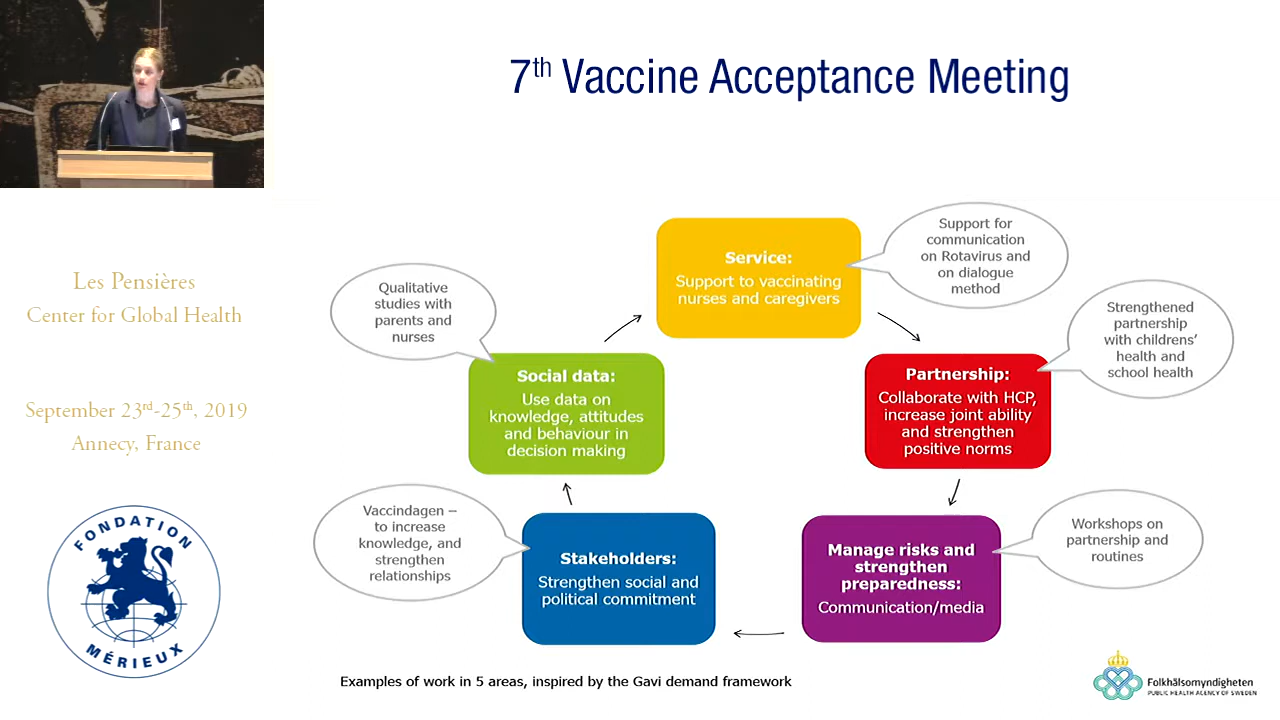 7th Vaccine Acceptance Meeting
Les Pensières
Center for Global Health
September 23rd-25th, 2019
Annecy, France
FONDATION
MÉRIEUX
Service:
Support to vaccinating
nurses and caregivers
Support for
communication
on Rotavirus and
on dialogue
method
Partnership:
Collaborate with HCP,
increase joint ability
and strengthen
positive norms
Strengthened
partnership
with childrens'
health and
school health
Manage risks and
strengthen
preparedness:
Communication/media
Workshops on
partnership and
routines
Stakeholders:
Strengthen social and
political commitment
Vaccindagen –
to increase
knowledge, and
strengthen
relationships
Social data:
Use data on
knowledge, attitudes
and behaviour in
decision making
Qualitative
studies with
parents and
nurses
Examples of work in 5 areas, inspired by the Gavi demand framework
Folkhälsomyndigheten
PUBLIC HEALTH AGENCY OF SWEDEN